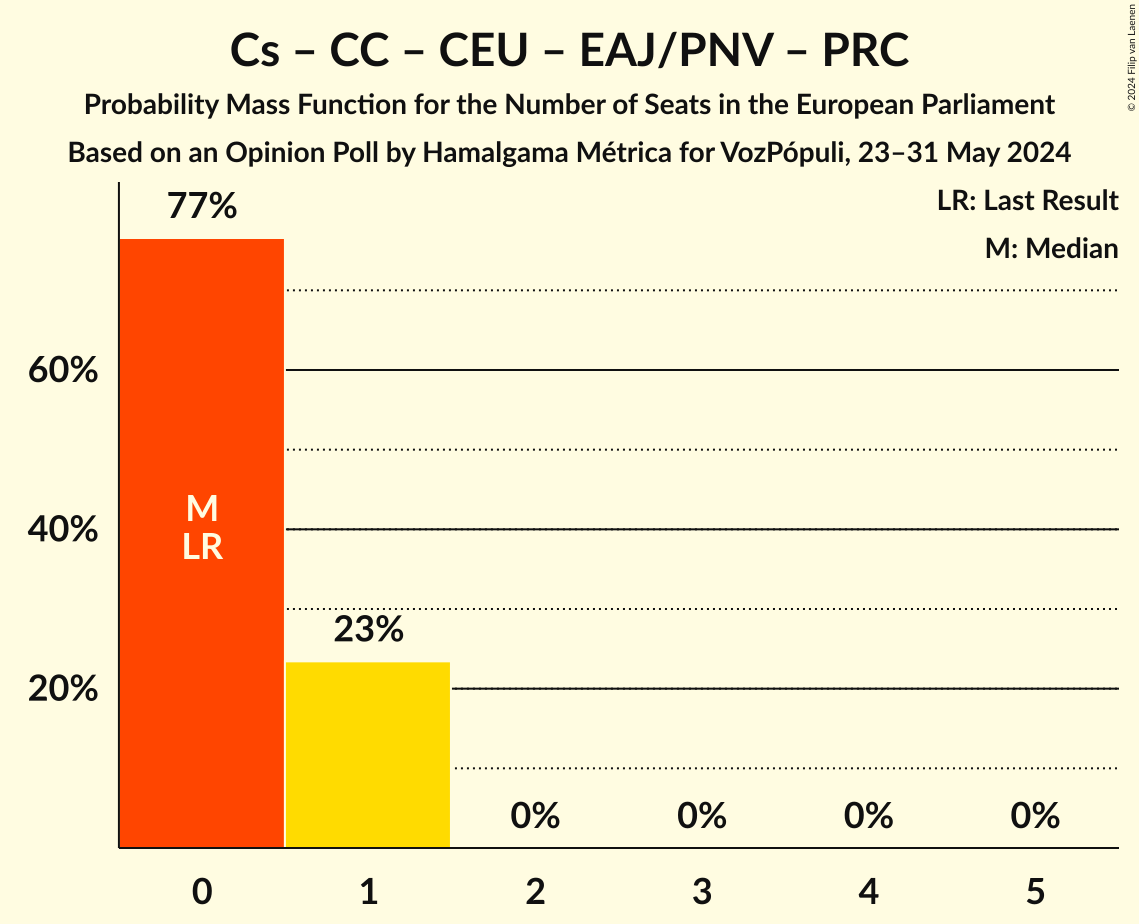 Cs – CC – CEU – EAJ/PNV – PRC
Probability Mass Function for the Number of Seats in the European Parliament
Based on an Opinion Poll by Hamalgama Métrica for VozPópuli, 23–31 May 2024
© 2024 Filip van Laenen
LR: Last Result
M: Median
77%
60%
40%
20%
M
LR
23%
0%
0%
0%
0%
0
1
2
3
4
5